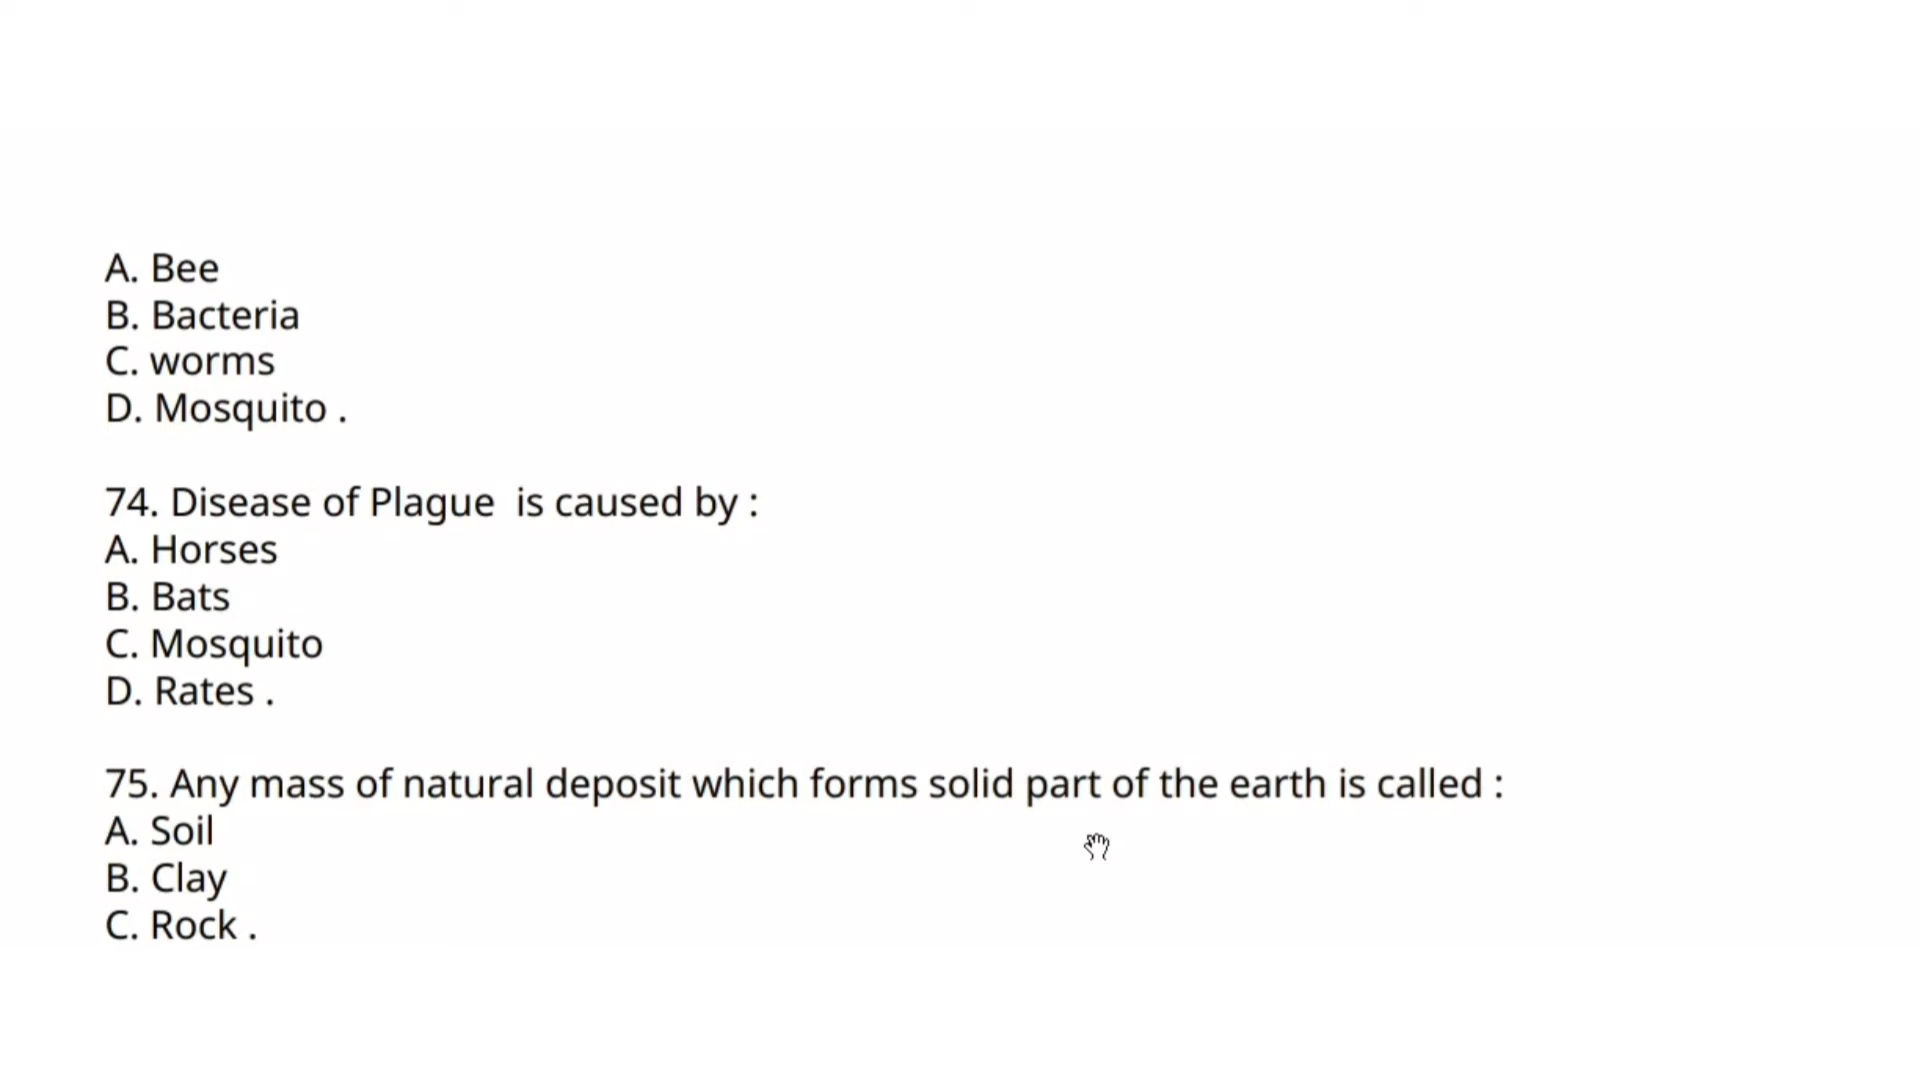 A. Bee
B. Bacteria
C. worms
D. Mosquito .
74. Disease of Plague  is caused by :
A. Horses
B. Bats
C. Mosquito
D. Rates .
75. Any mass of natural deposit which forms solid part of the earth is called :
A. Soil
B. Clay
C. Rock .